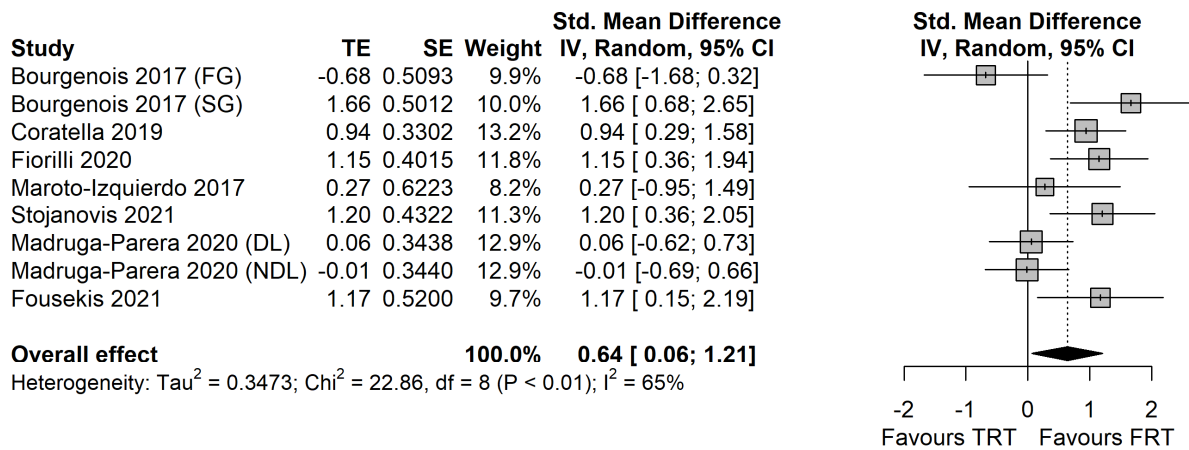 Std. Mean Difference Std. Mean Difference
Study TE SE Weight IV, Random, 95% CI IV, Random, 95% CI
Bourgenois 2017 (FG) -0.68 0.5093 9.9% -0.68 [-1.68; 0.32]
Bourgenois 2017 (SG) 1.66 0.5012 10.0% 1.66 [ 0.68; 2.65]
Coratella 2019 0.94 0.3302 13.2% 0.94 [ 0.29; 1.58]
Fiorilli 2020 1.15 0.4015 11.8% 1.15 [ 0.36; 1.94]
Maroto-Izquierdo 2017 0.27 0.6223 8.2% 0.27 [-0.95; 1.49]
Stojanovis 2021 1.20 0.4322 11.3% 1.20 [ 0.36; 2.05]
Madruga-Parera 2020 (DL) 0.06 0.3438 12.9% 0.06 [-0.62; 0.73]
Madruga-Parera 2020 (NDL) -0.01 0.3440 12.9% -0.01 [-0.69; 0.66]
Fousekis 2021 1.17 0.5200 9.7% 1.17 [ 0.15; 2.19]
Overall effect 100.0% 0.64 [ 0.06; 1.21]
Heterogeneity: Tau² = 0.3473; Chi² = 22.86, df = 8 (P < 0.01); I² = 65%
-2 -1 0 1 2
Favours TRT Favours FRT